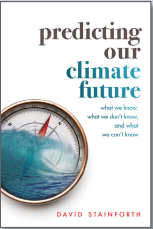 predicting
our
climate
future
what we know,
what we don't know,
and what
we can't know
DAVID STAINFORTH